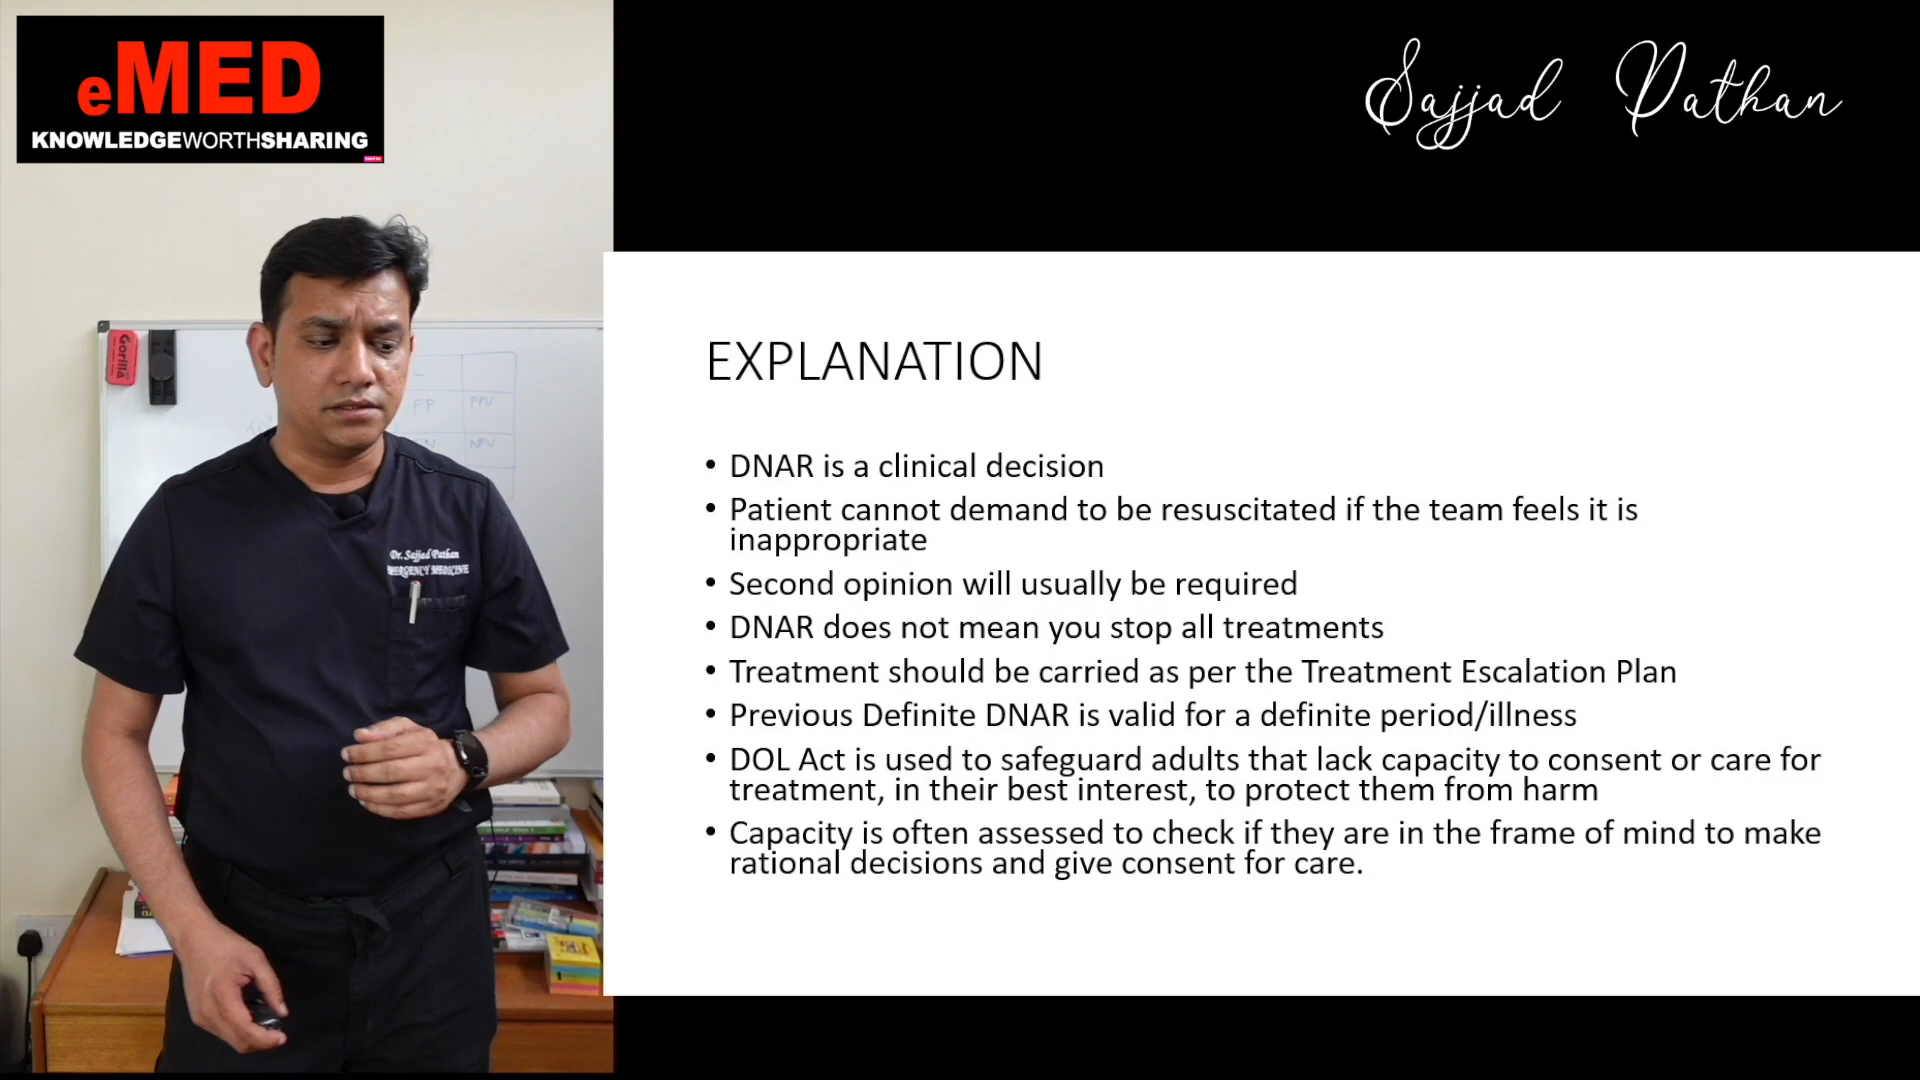 eMED
KNOWLEDGEWORTHSHARING
Sajjad Pathan
Gorilla
FP
PPV
NPV
Dr. Sajjad Pathan
EMERGENCY MEDICINE
EXPLANATION
• DNAR is a clinical decision
• Patient cannot demand to be resuscitated if the team feels it is
inappropriate
• Second opinion will usually be required
• DNAR does not mean you stop all treatments
• Treatment should be carried as per the Treatment Escalation Plan
• Previous Definite DNAR is valid for a definite period/illness
• DOL Act is used to safeguard adults that lack capacity to consent or care for
treatment, in their best interest, to protect them from harm
• Capacity is often assessed to check if they are in the frame of mind to make
rational decisions and give consent for care.